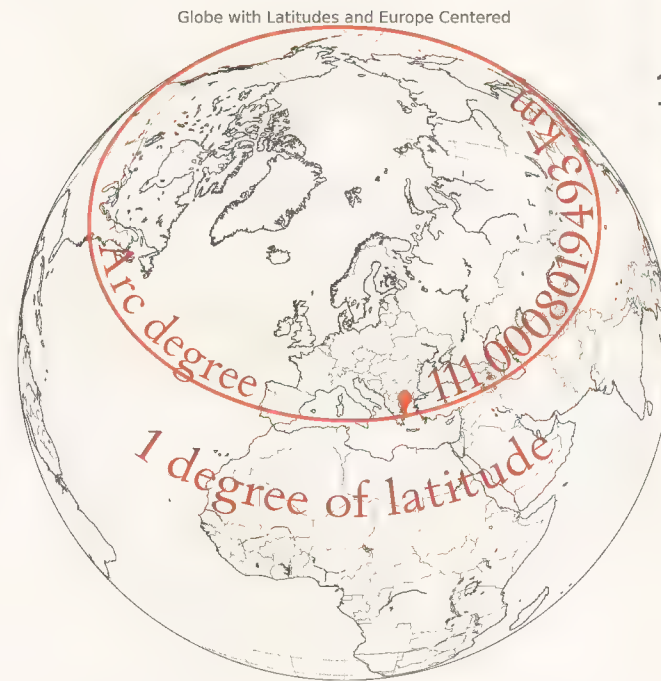 Globe with Latitudes and Europe Centered
Arc degree
111.0008019493 km
1 degree of latitude